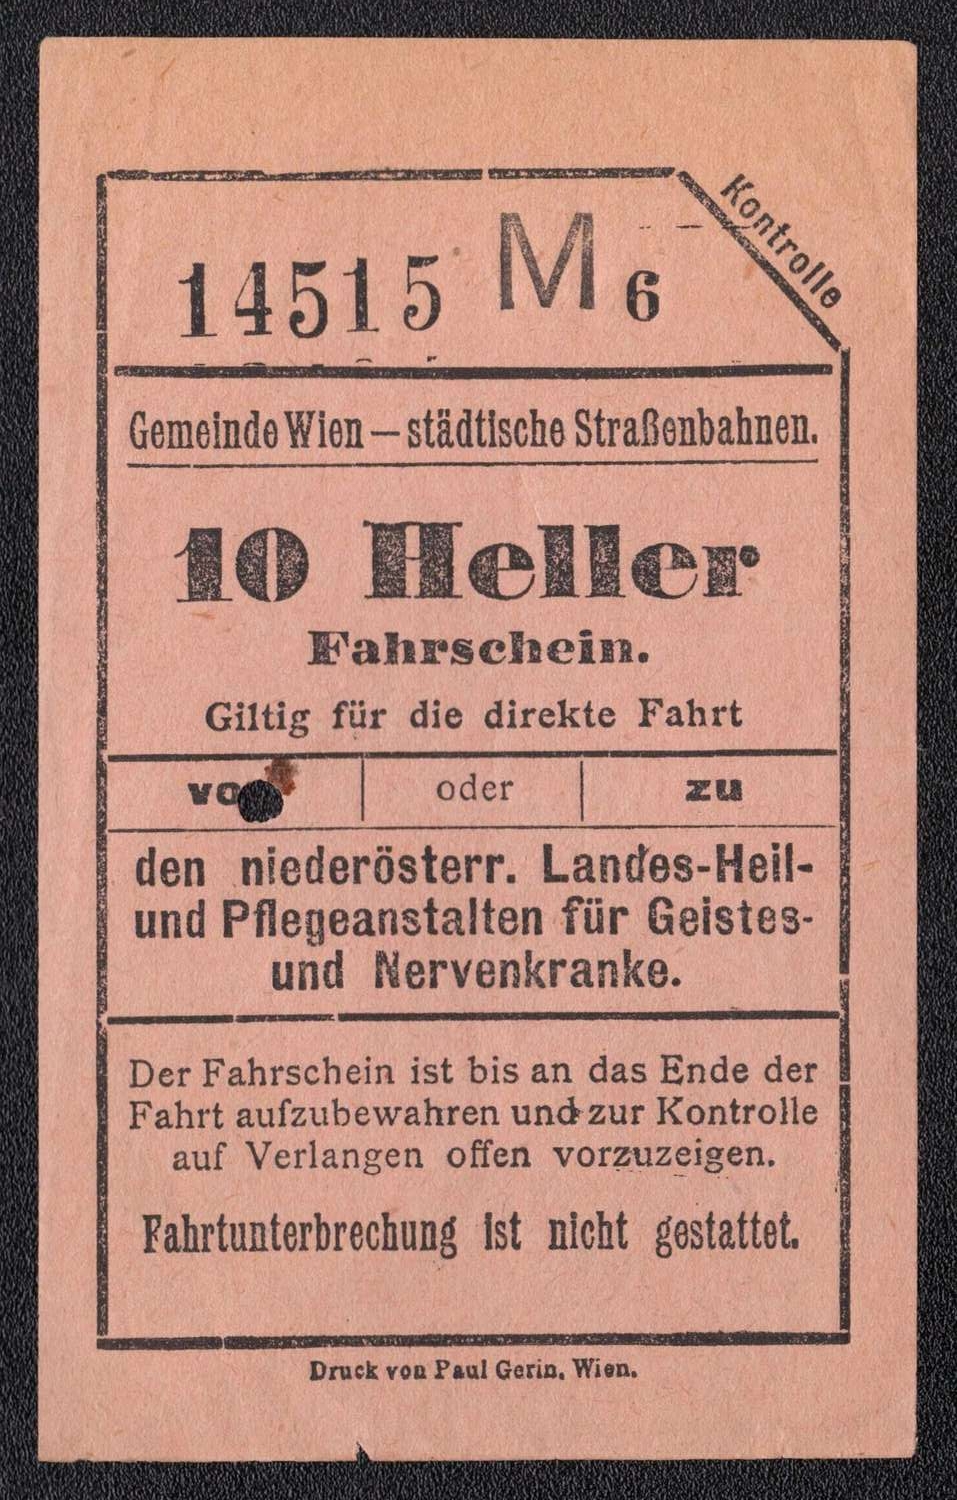 Kontrolle
14515 M 6
Gemeinde Wien – städtische Straßenbahnen.
10 Heller
Fahrschein.
Giltig für die direkte Fahrt
vo oder zu
den niederösterr. Landes-Heil-
und Pflegeanstalten für Geistes-
und Nervenkranke.
Der Fahrschein ist bis an das Ende der
Fahrt aufzubewahren und zur Kontrolle
auf Verlangen offen vorzuzeigen.
Fahrtunterbrechung ist nicht gestattet.
Druck von Paul Gerin, Wien.